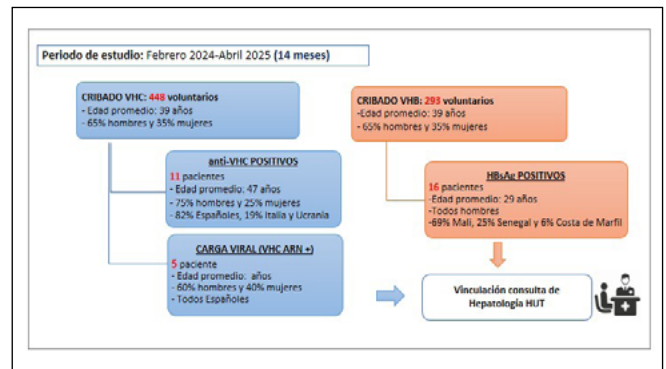 Periodo de estudio: Febrero 2024-Abril 2025 (14 meses)
CRIBADO VHC: 448 voluntarios
- Edad promedio: 39 años
- 65% hombres y 35% mujeres
CRIBADO VHB: 293 voluntarios
-Edad promedio: 39 años
- 65% hombres y 35% mujeres
anti-VHC POSITIVOS
11 pacientes
- Edad promedio: 47 años
- 75% hombres y 25% mujeres
- 82% Españoles, 19% Italia y Ucrania
HBsAg POSITIVOS
16 pacientes
-Edad promedio: 29 años
-Todos hombres
-69% Mali, 25% Senegal y 6% Costa de Marfil
CARGA VIRAL (VHC ARN +)
5 paciente
- Edad promedio: años
- 60% hombres y 40% mujeres
- Todos Españoles
Vinculación consulta de
Hepatología HUT